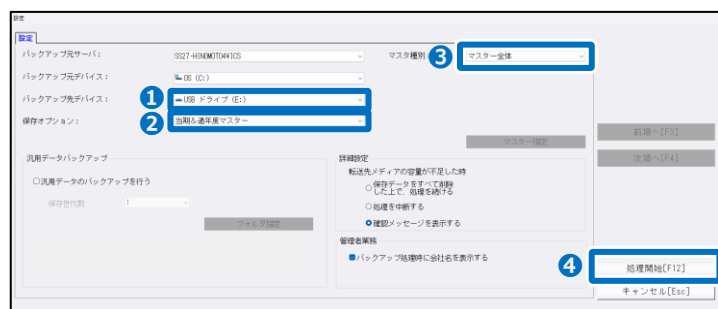 設定
設定
バックアップ元サーバ：
SS27-HINOMOTO4V1CS
マスタ種別：
3
マスター全体
バックアップ元デバイス：
OS (C:)
バックアップ先デバイス：
1
USB ドライブ (E:)
保存オプション：
2
当期&過年度マスター
マスター指定
前項へ[F3]
次項へ[F4]
汎用データバックアップ
汎用データのバックアップを行う
保存世代数
1
フォルダ指定
詳細設定
転送先メディアの容量が不足した時
保存データをすべて削除
した上で、処理を続ける
処理を中断する
確認メッセージを表示する
管理者業務
バックアップ処理時に会社名を表示する
4
処理開始[F12]
キャンセル[Esc]